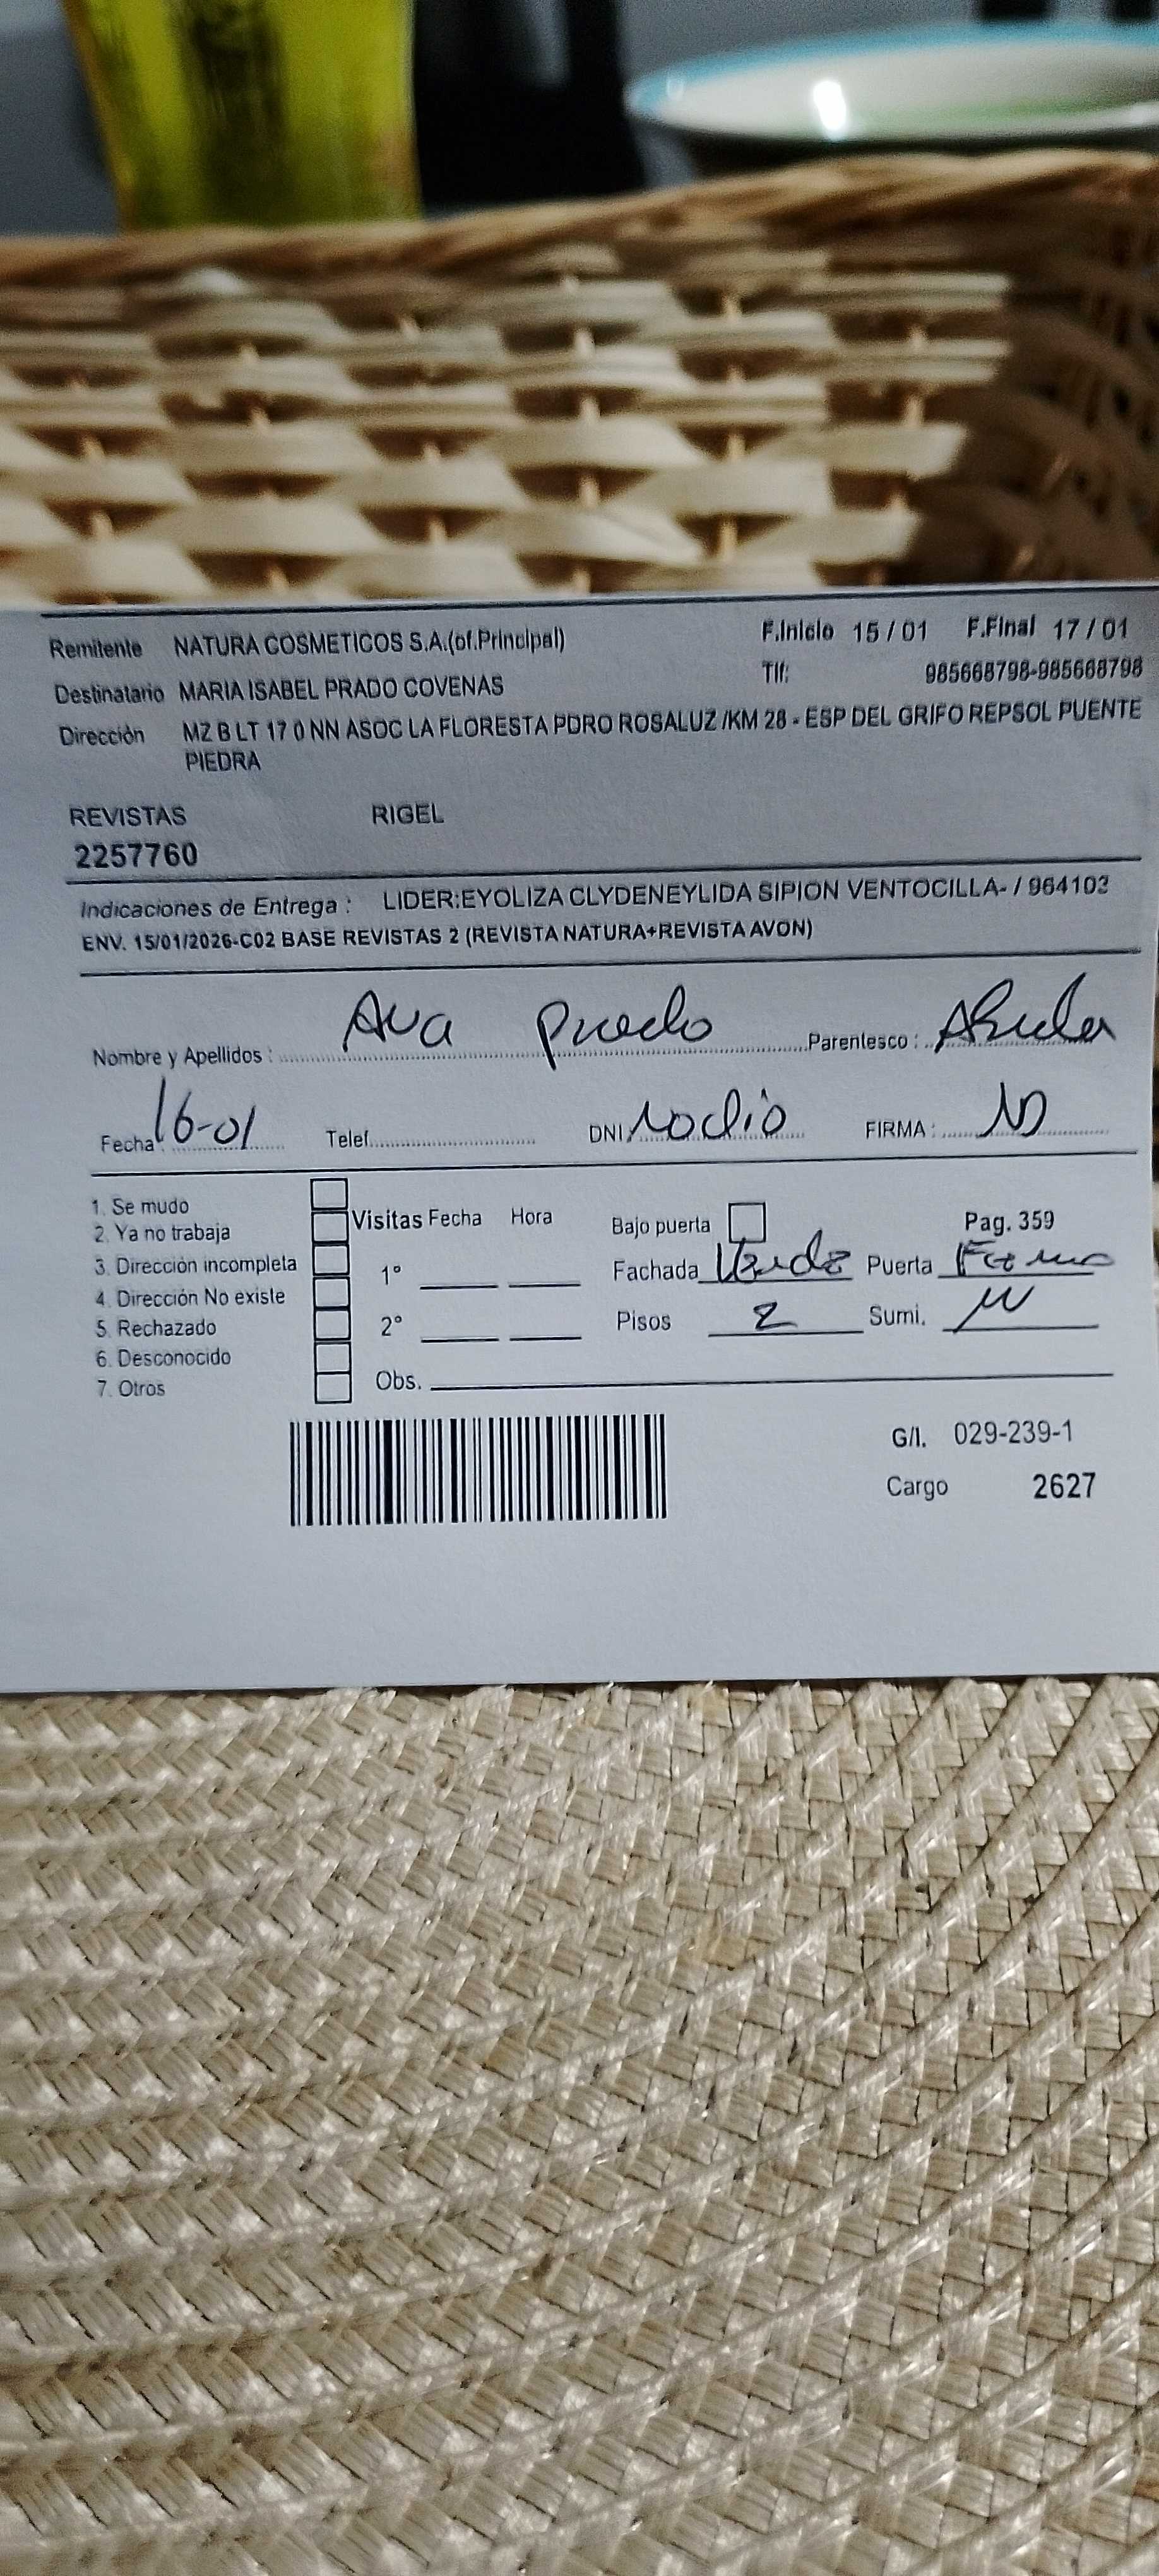 Remitente NATURA COSMETICOS S.A.(of.Principal) F.Inicio 15 / 01 F.Final 17 / 01
Destinatario MARIA ISABEL PRADO COVENAS Tlf: 985668798-985668798
Dirección MZ B LT 17 0 NN ASOC LA FLORESTA PDRO ROSALUZ /KM 28 - ESP DEL GRIFO REPSOL PUENTE
PIEDRA
REVISTAS RIGEL
2257760
Indicaciones de Entrega : LIDER:EYOLIZA CLYDENEYLIDA SIPION VENTOCILLA- / 964102
ENV. 15/01/2026-C02 BASE REVISTAS 2 (REVISTA NATURA+REVISTA AVON)
Nombre y Apellidos : Ana Prado Parentesco :
Fecha : 16-01 Telef. DNI: no dio FIRMA :
1. Se mudo
2. Ya no trabaja Visitas Fecha Hora Bajo puerta Pag. 359
3. Dirección incompleta 1° Fachada Verde Puerta Fierro
4. Dirección No existe
5. Rechazado 2° Pisos 2 Sumi.
6. Desconocido
7. Otros Obs.
G/I. 029-239-1
Cargo 2627